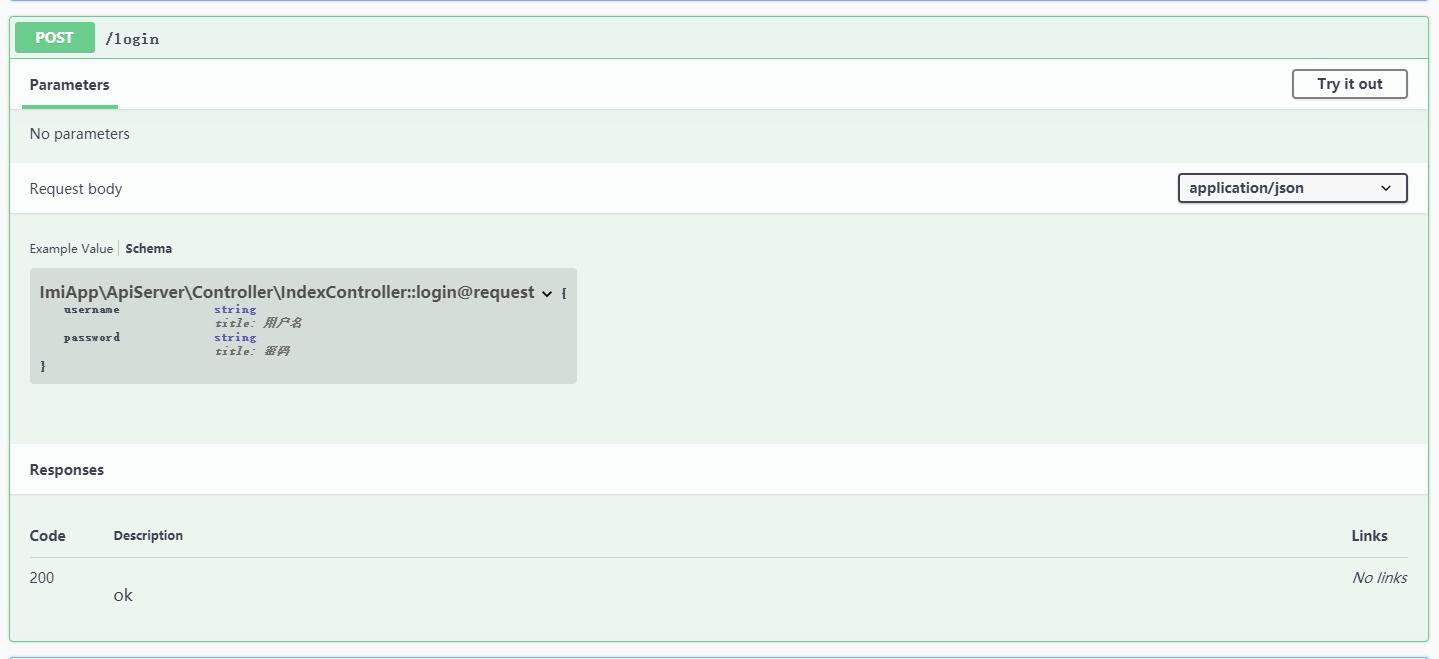 POST /login
Parameters Try it out
No parameters
Request body application/json
Example Value Schema
ImiApp\ApiServer\Controller\IndexController::login@request {
username string
title: 用户名
password string
title: 密码
}
Responses
Code Description Links
200 No links
ok